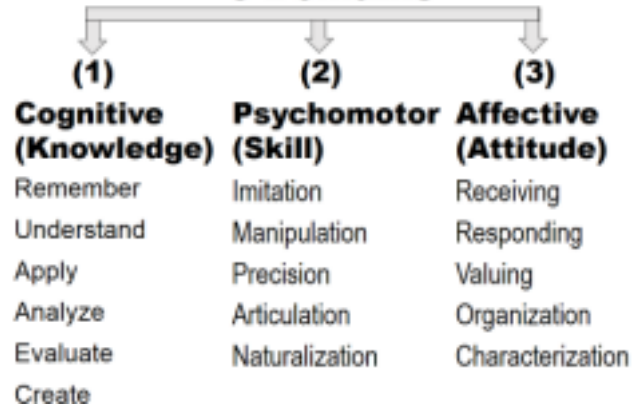 (1) (2) (3)
Cognitive Psychomotor Affective
(Knowledge) (Skill) (Attitude)
Remember Imitation Receiving
Understand Manipulation Responding
Apply Precision Valuing
Analyze Articulation Organization
Evaluate Naturalization Characterization
Create